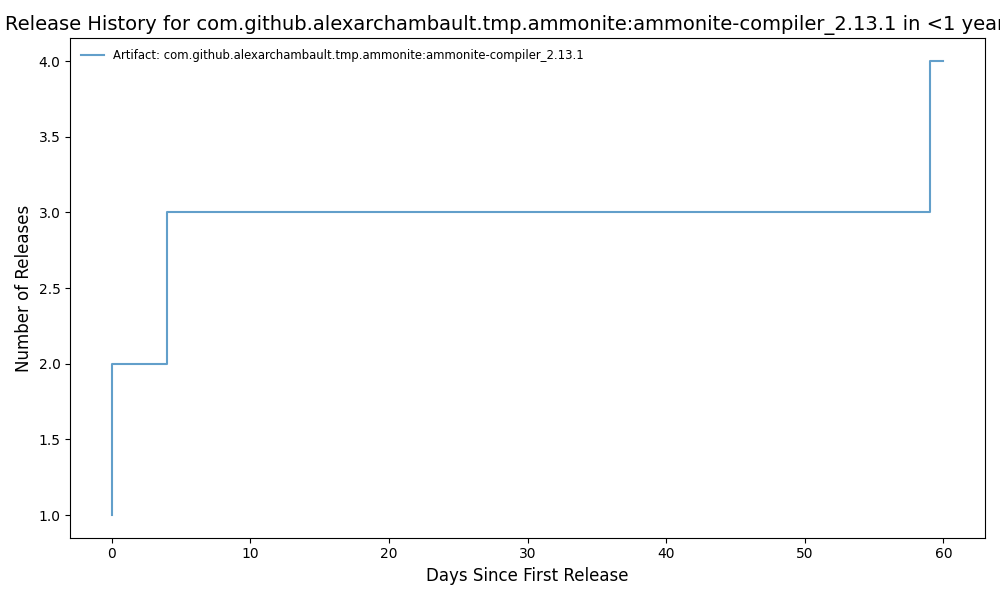 Release History for com.github.alexarchambault.tmp.ammonite:ammonite-compiler_2.13.1 in <1 year
Artifact: com.github.alexarchambault.tmp.ammonite:ammonite-compiler_2.13.1
4.0
3.5
3.0
2.5
2.0
1.5
1.0
Number of Releases
0 10 20 30 40 50 60
Days Since First Release